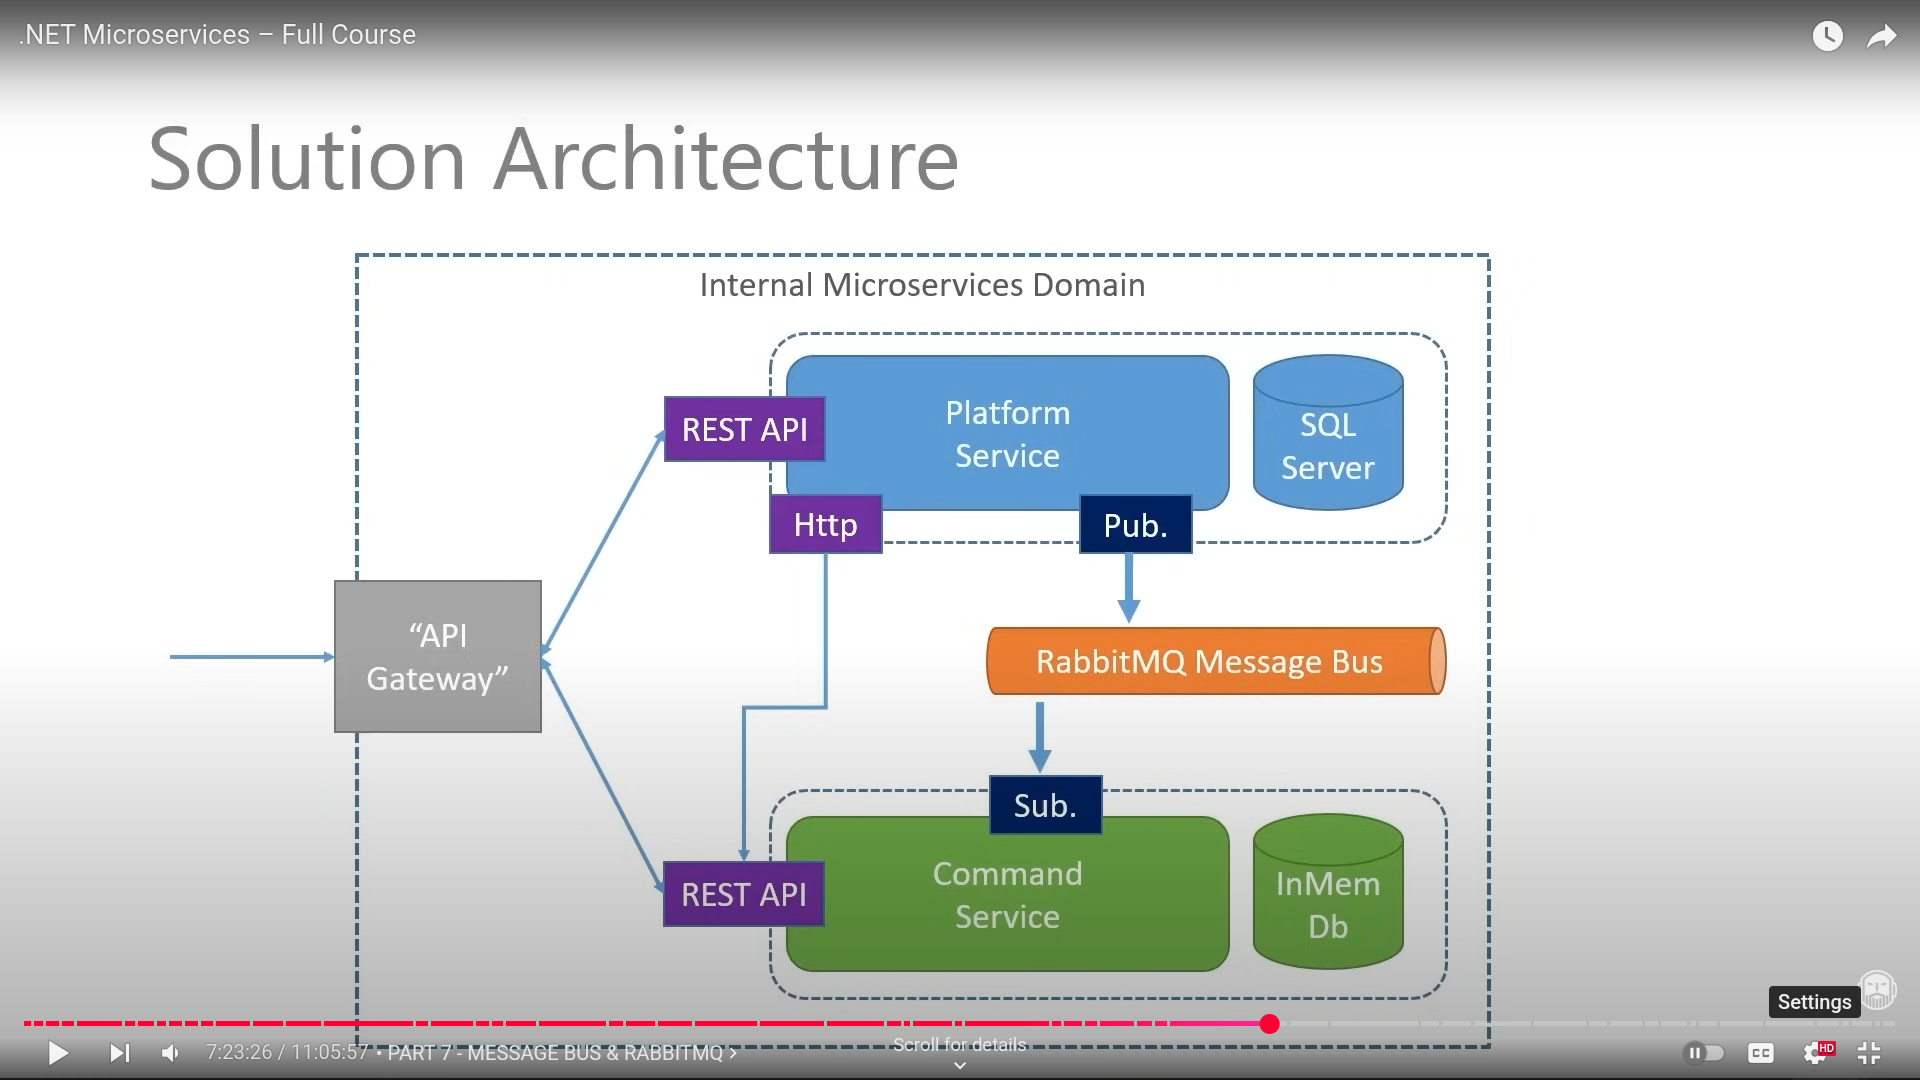 .NET Microservices – Full Course
Solution Architecture
Internal Microservices Domain
REST API
Platform
Service
SQL
Server
Http
Pub.
“API
Gateway”
RabbitMQ Message Bus
Sub.
REST API
Command
Service
InMem
Db
Settings
7:23:26 / 11:05:57 • PART 7 - MESSAGE BUS & RABBITMQ
Scroll for details
CC
HD